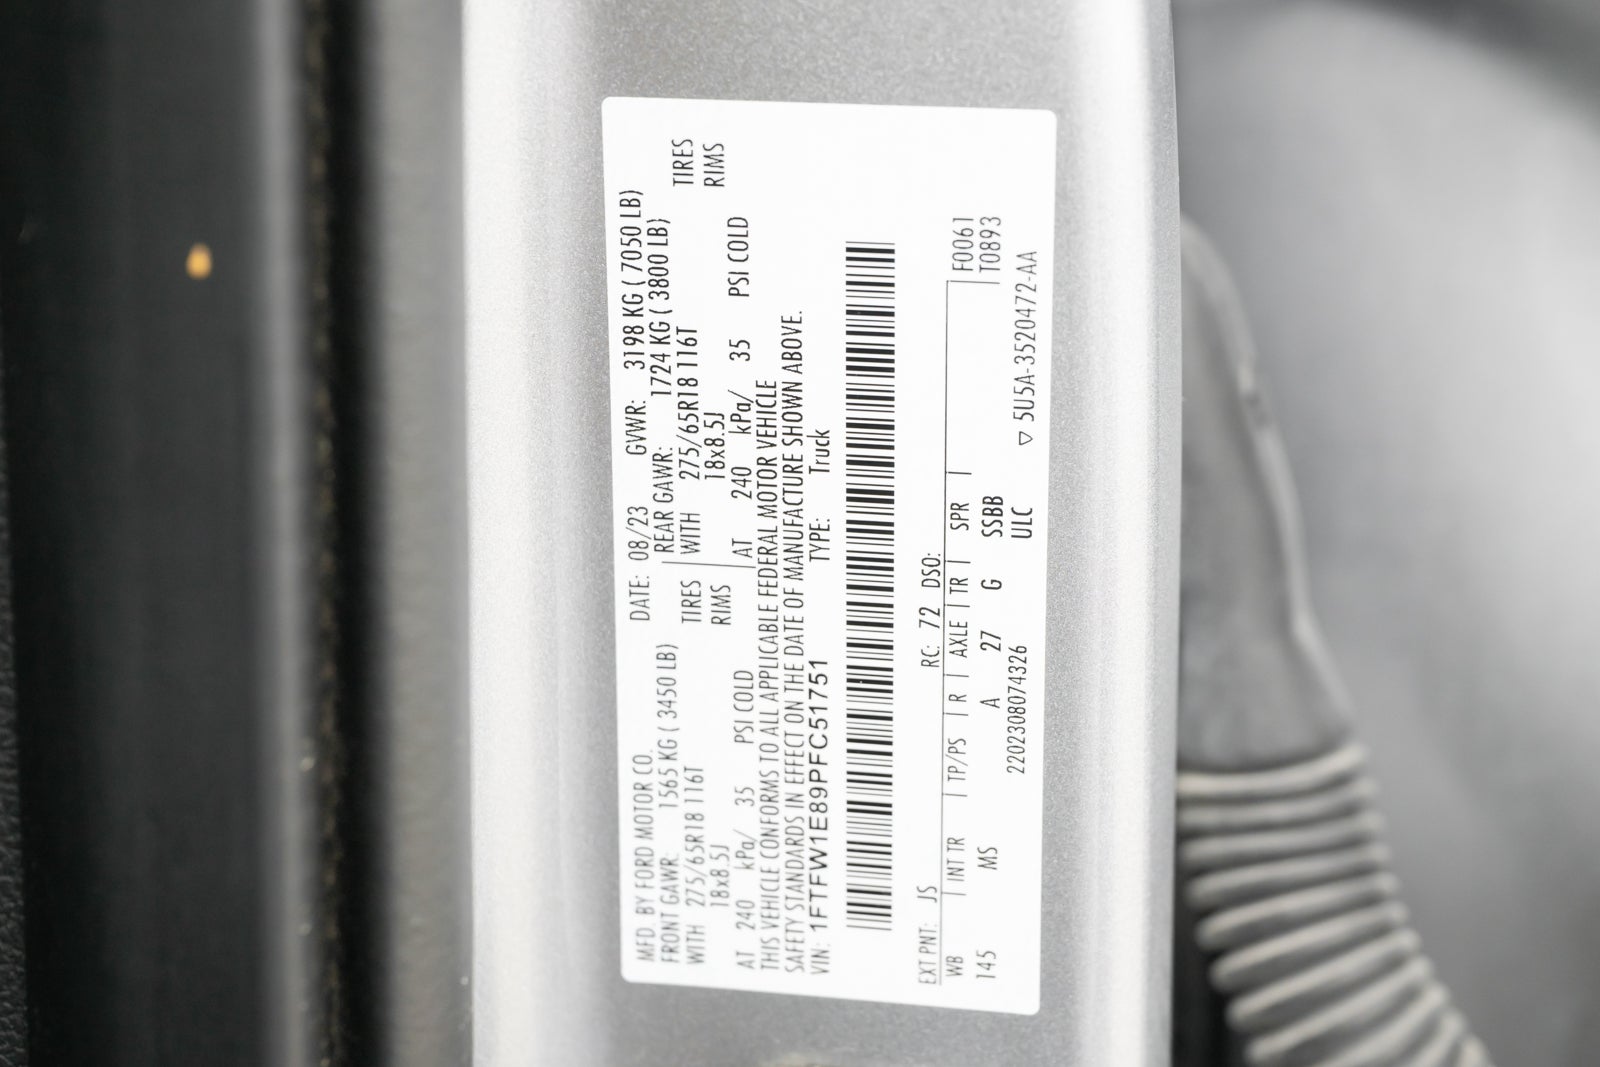 MFD. BY FORD MOTOR CO. DATE: 08/23 GVWR: 3198 KG ( 7050 LB)
FRONT GAWR: 1565 KG ( 3450 LB) REAR GAWR: 1724 KG ( 3800 LB)
WITH 275/65R18 116T TIRES WITH 275/65R18 116T TIRES
18x8.5J RIMS 18x8.5J RIMS
AT 240 kPa/ 35 PSI COLD AT 240 kPa/ 35 PSI COLD
THIS VEHICLE CONFORMS TO ALL APPLICABLE FEDERAL MOTOR VEHICLE
SAFETY STANDARDS IN EFFECT ON THE DATE OF MANUFACTURE SHOWN ABOVE.
VIN: 1FTFW1E89PFC51751 TYPE: Truck
EXT PNT: JS RC: 72 DSO:
WB INT TR TP/PS R AXLE TR SPR F0061
145 MS A 27 G SSBB T0893
2202308074326 ULC ▽ 5U5A-3520472-AA